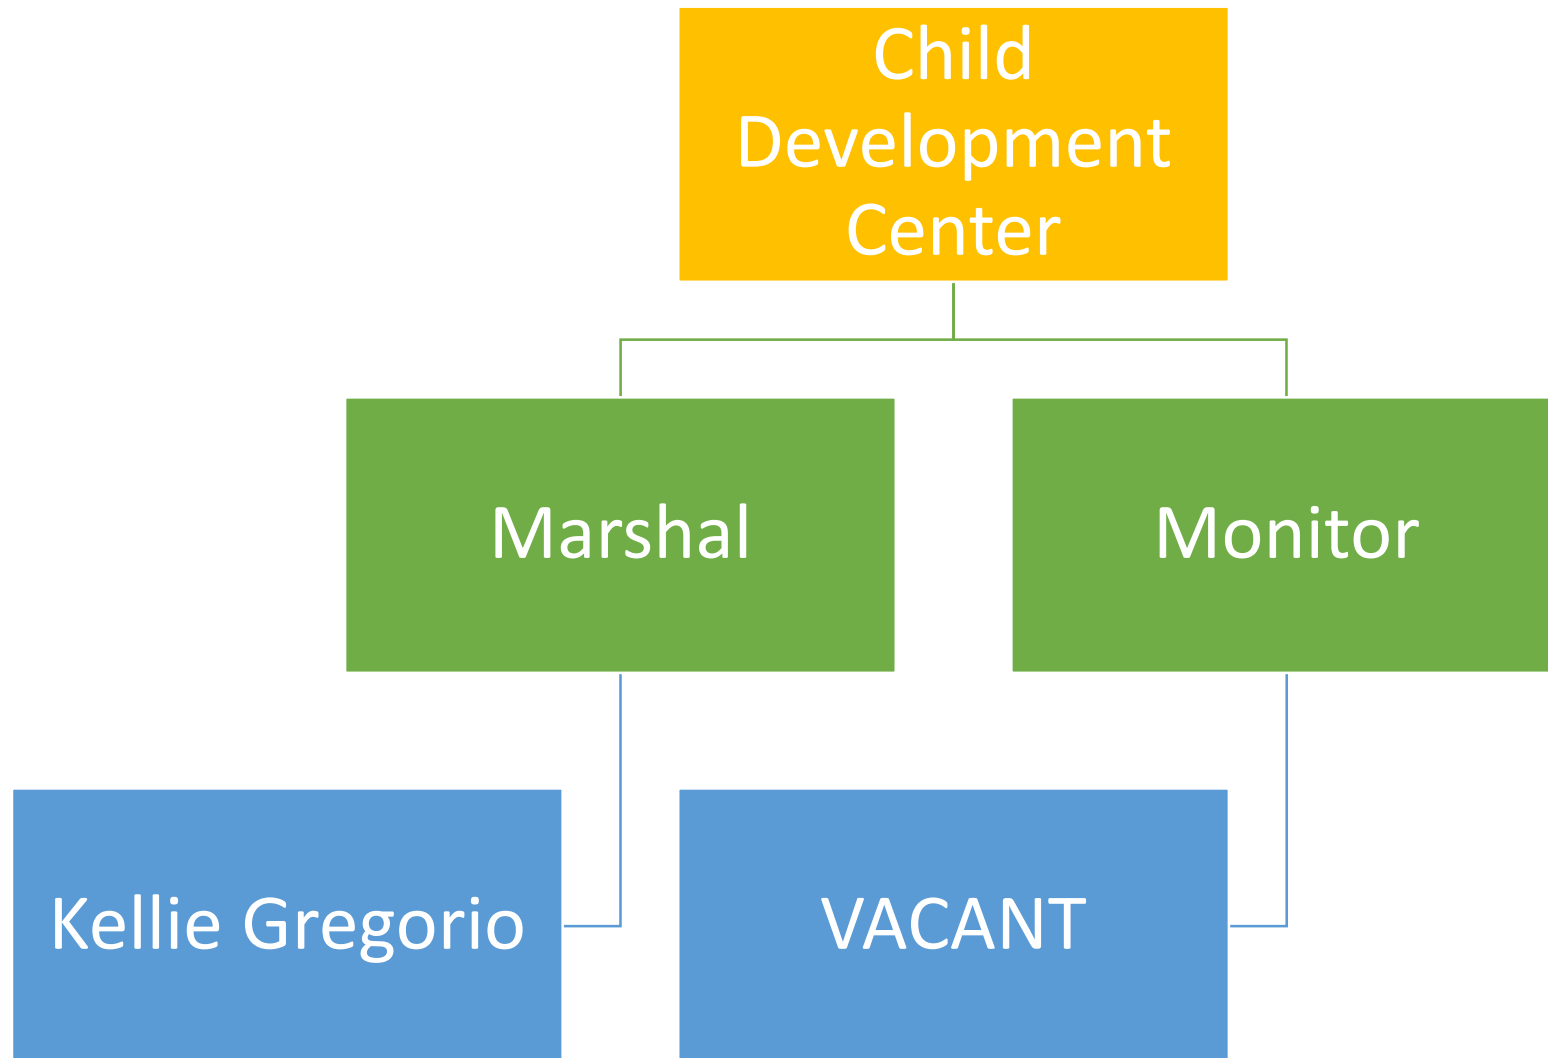 Child
Development
Center
Marshal
Monitor
Kellie Gregorio
VACANT